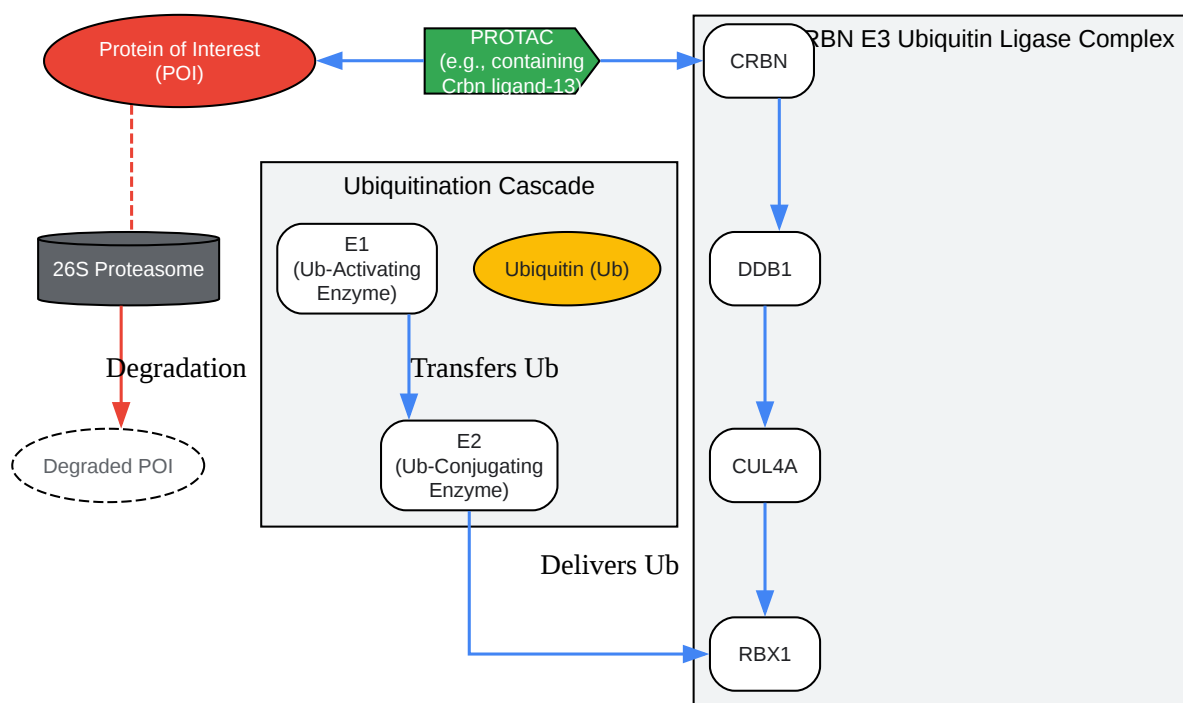 Protein of Interest
(POI)
PROTAC
(e.g., containing
Crbn ligand-13)
RBN E3 Ubiquitin Ligase Complex
CRBN
Ubiquitination Cascade
E1
(Ub-Activating
Enzyme)
Ubiquitin (Ub)
26S Proteasome
DDB1
Degradation
Transfers Ub
Degraded POI
E2
(Ub-Conjugating
Enzyme)
CUL4A
Delivers Ub
RBX1